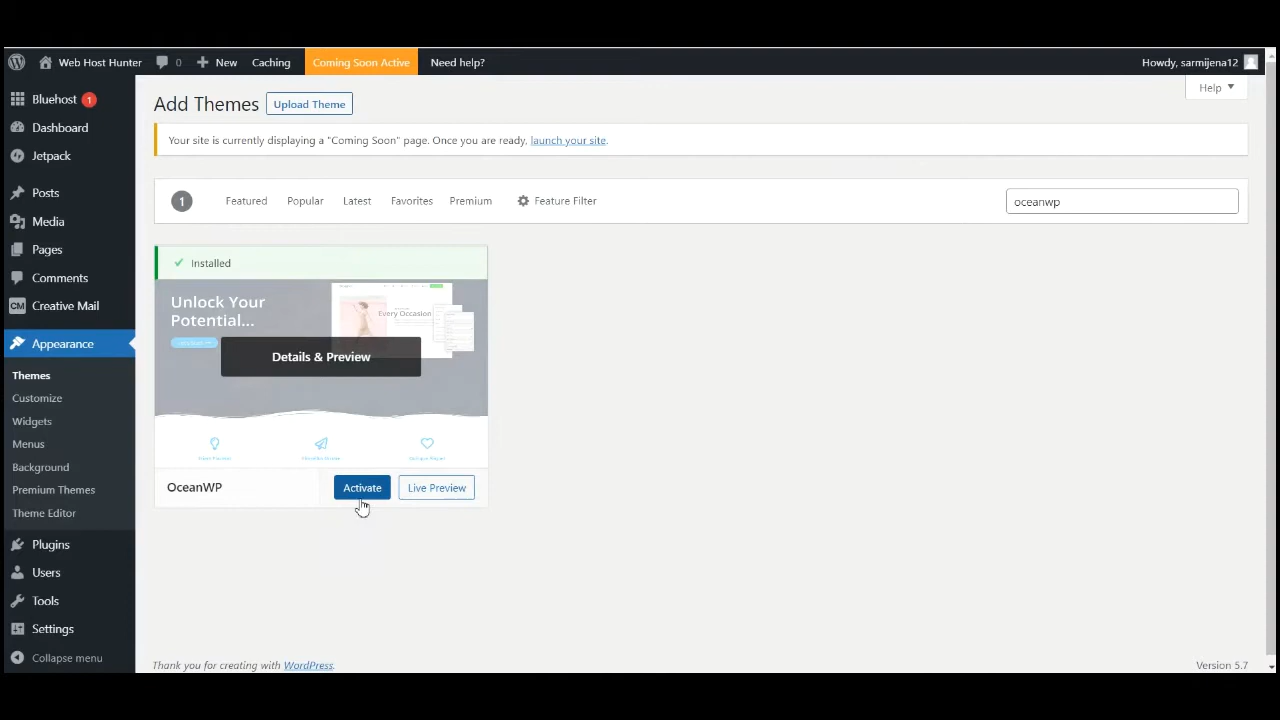 Web Host Hunter 0 New Caching Coming Soon Active Need help? Howdy, sarmijena12
Bluehost 1
Dashboard
Jetpack
Posts
Media
Pages
Comments
CM Creative Mail
Appearance
Themes
Customize
Widgets
Menus
Background
Premium Themes
Theme Editor
Plugins
Users
Tools
Settings
Collapse menu
Help
Add Themes Upload Theme
Your site is currently displaying a "Coming Soon" page. Once you are ready, launch your site.
1 Featured Popular Latest Favorites Premium Feature Filter oceanwp
Installed
Unlock Your
Potential...
Every Occasion
Details & Preview
OceanWP Activate Live Preview
Thank you for creating with WordPress. Version 5.7